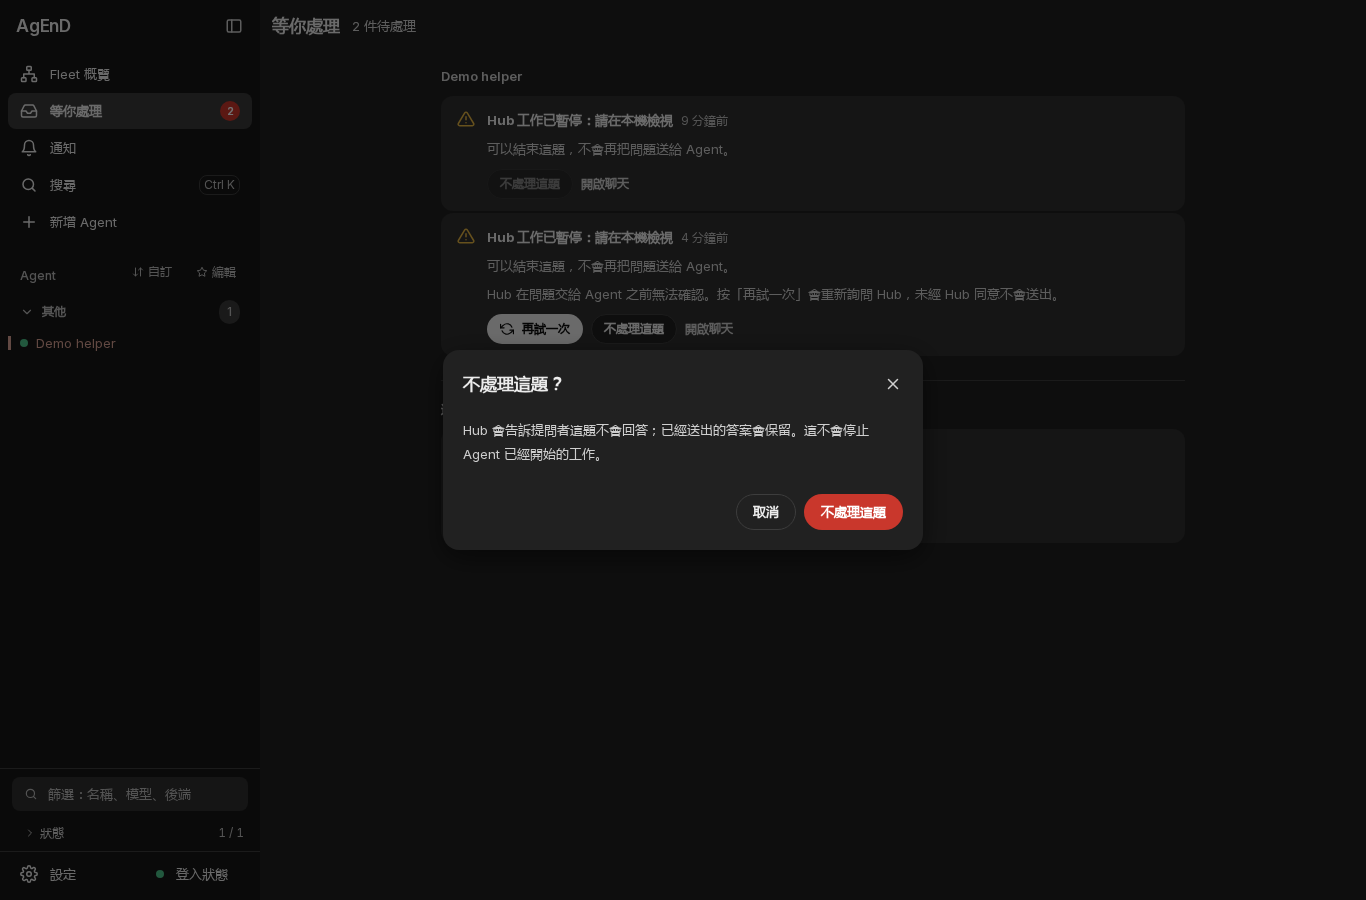 AgEnD
Fleet 概覽
等你處理
2
通知
搜尋
Ctrl K
新增 Agent
Agent
自訂
編輯
其他
1
Demo helper
篩選：名稱、模型、後端
狀態
1 / 1
設定
登入狀態
等你處理
2 件待處理
Demo helper
Hub 工作已暫停：請在本機檢視 9 分鐘前
可以結束這題，不會再把問題送給 Agent。
不處理這題
開啟聊天
Hub 工作已暫停：請在本機檢視 4 分鐘前
可以結束這題，不會再把問題送給 Agent。
Hub 在問題交給 Agent 之前無法確認。按「再試一次」會重新詢問 Hub，未經 Hub 同意不會送出。
再試一次
不處理這題
開啟聊天
不處理這題？
Hub 會告訴提問者這題不會回答；已經送出的答案會保留。這不會停止
Agent 已經開始的工作。
取消
不處理這題